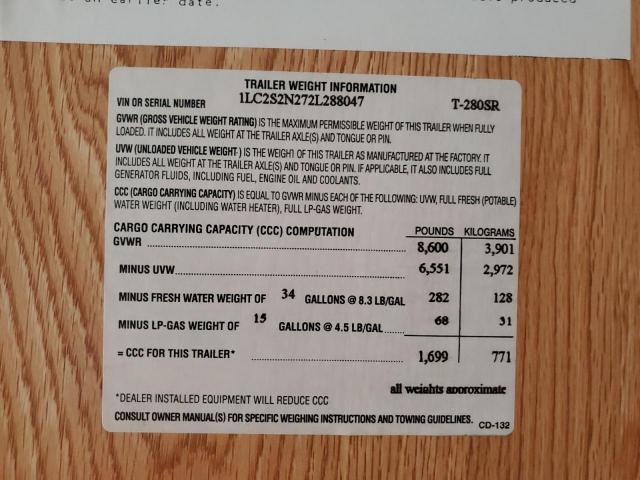 earlier date.
produced
TRAILER WEIGHT INFORMATION
VIN OR SERIAL NUMBER 1LC2S2N272L288047 T-280SR
GVWR (GROSS VEHICLE WEIGHT RATING) IS THE MAXIMUM PERMISSIBLE WEIGHT OF THIS TRAILER WHEN FULLY
LOADED. IT INCLUDES ALL WEIGHT AT THE TRAILER AXLE(S) AND TONGUE OR PIN.
UVW (UNLOADED VEHICLE WEIGHT) IS THE WEIGHT OF THIS TRAILER AS MANUFACTURED AT THE FACTORY. IT
INCLUDES ALL WEIGHT AT THE TRAILER AXLE(S) AND TONGUE OR PIN. IF APPLICABLE, IT ALSO INCLUDES FULL
GENERATOR FLUIDS, INCLUDING FUEL, ENGINE OIL AND COOLANTS.
CCC (CARGO CARRYING CAPACITY) IS EQUAL TO GVWR MINUS EACH OF THE FOLLOWING: UVW, FULL FRESH (POTABLE)
WATER WEIGHT (INCLUDING WATER HEATER), FULL LP-GAS WEIGHT.
CARGO CARRYING CAPACITY (CCC) COMPUTATION POUNDS KILOGRAMS
GVWR 8,600 3,901
MINUS UVW 6,551 2,972
MINUS FRESH WATER WEIGHT OF 34 GALLONS @ 8.3 LB/GAL 282 128
MINUS LP-GAS WEIGHT OF 15 GALLONS @ 4.5 LB/GAL 68 31
= CCC FOR THIS TRAILER* 1,699 771
all weights approximate
*DEALER INSTALLED EQUIPMENT WILL REDUCE CCC
CONSULT OWNER MANUAL(S) FOR SPECIFIC WEIGHING INSTRUCTIONS AND TOWING GUIDELINES. CD-132